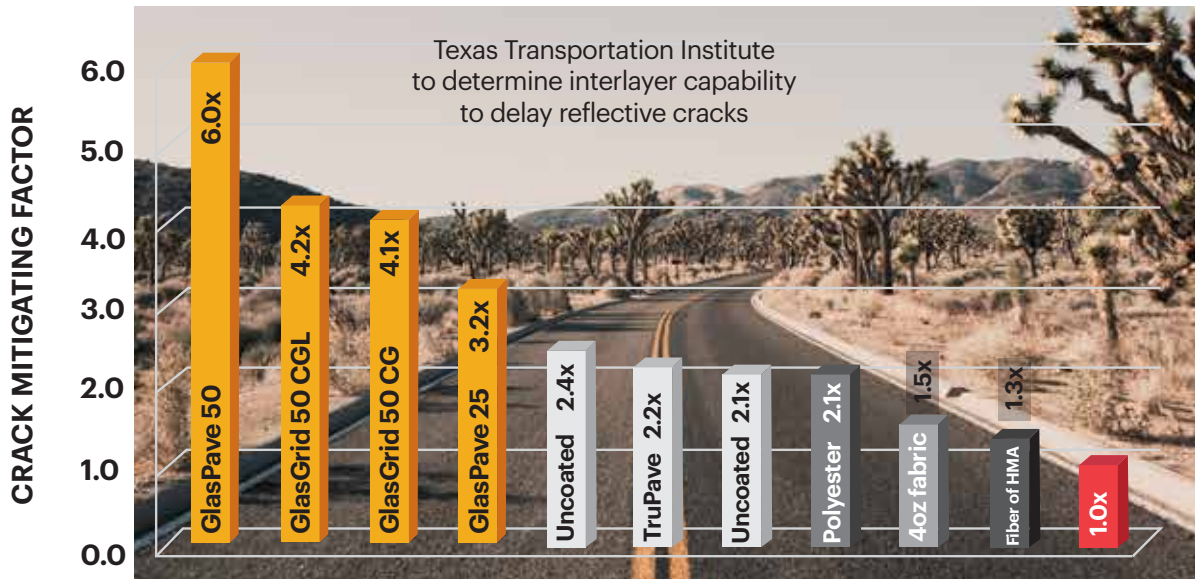 Texas Transportation Institute
to determine interlayer capability
to delay reflective cracks
CRACK MITIGATING FACTOR
6.0
5.0
4.0
3.0
2.0
1.0
0.0
GlasPave 50 6.0x
GlasGrid 50 CGL 4.2x
GlasGrid 50 CG 4.1x
GlasPave 25 3.2x
Uncoated 2.4x
TruPave 2.2x
Uncoated 2.1x
Polyester 2.1x
4oz fabric 1.5x
Fiber of HMA 1.3x
1.0x